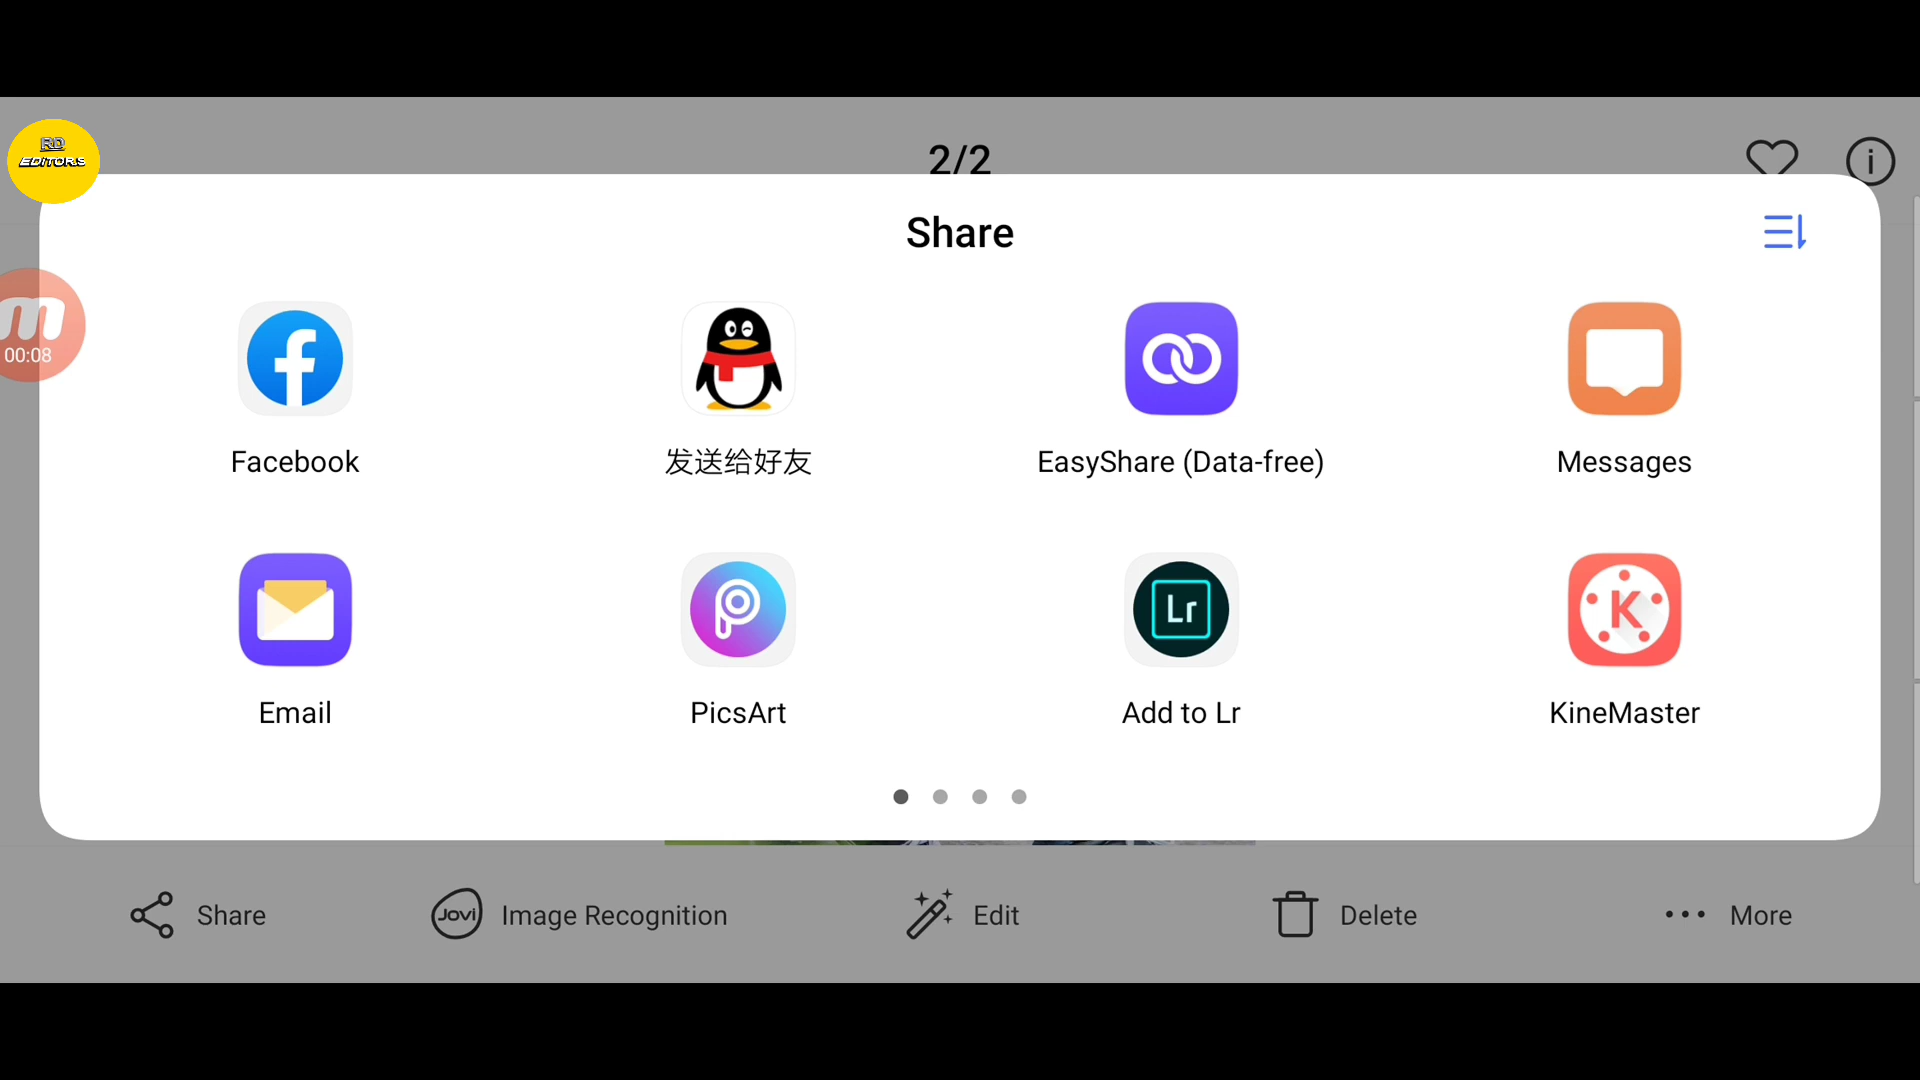 RD
EDITORS
2/2
Share
m
00:08
Facebook
发送给好友
EasyShare (Data-free)
Messages
Lr
K
Email
PicsArt
Add to Lr
KineMaster
Share
Jovi
Image Recognition
Edit
Delete
More